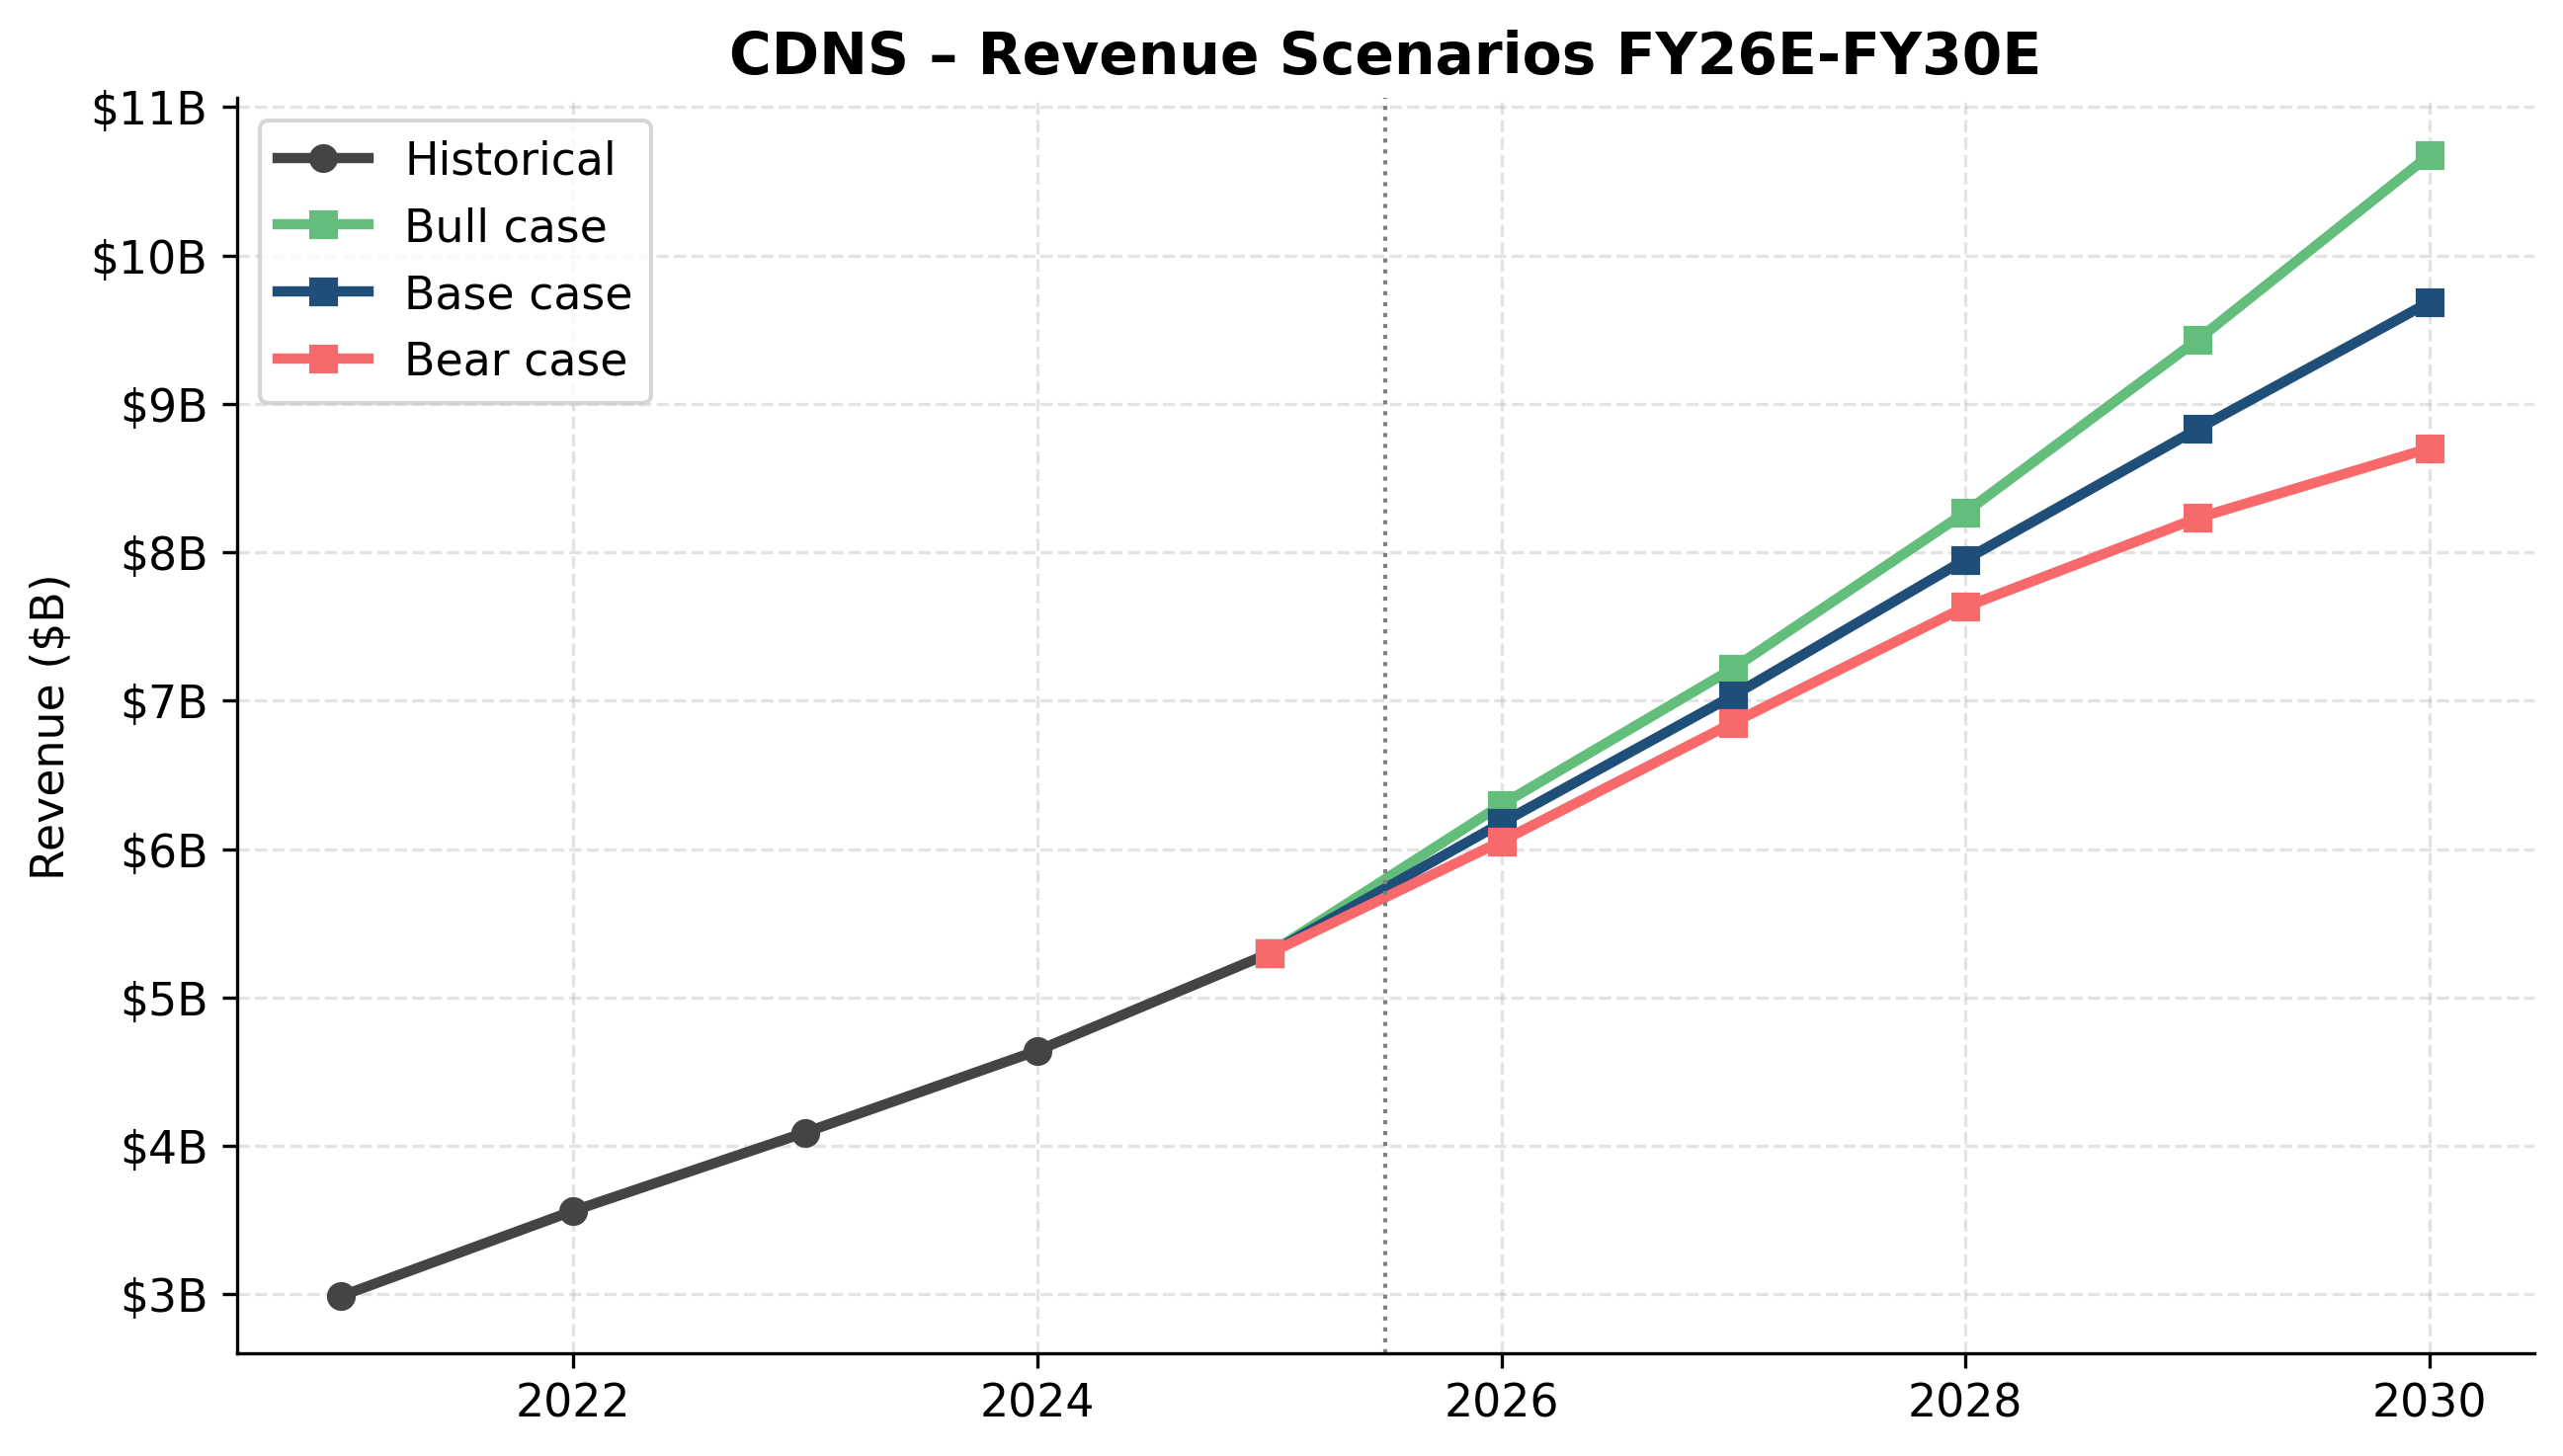 CDNS – Revenue Scenarios FY26E-FY30E
Revenue ($B)
$11B
$10B
$9B
$8B
$7B
$6B
$5B
$4B
$3B
Historical
Bull case
Base case
Bear case
2022
2024
2026
2028
2030